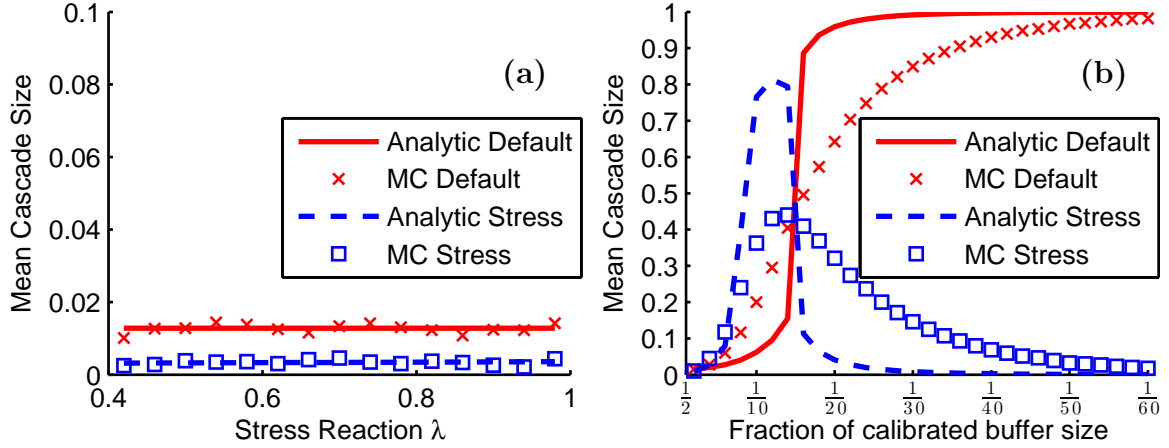 Mean Cascade Size
0.1
0.08
0.06
0.04
0.02
0
0.4
0.6
0.8
1
Stress Reaction λ
(a)
Analytic Default
MC Default
Analytic Stress
MC Stress
Mean Cascade Size
1
0.9
0.8
0.7
0.6
0.5
0.4
0.3
0.2
0.1
0
1/2
1/10
1/20
1/30
1/40
1/50
1/60
Fraction of calibrated buffer size
(b)
Analytic Default
MC Default
Analytic Stress
MC Stress